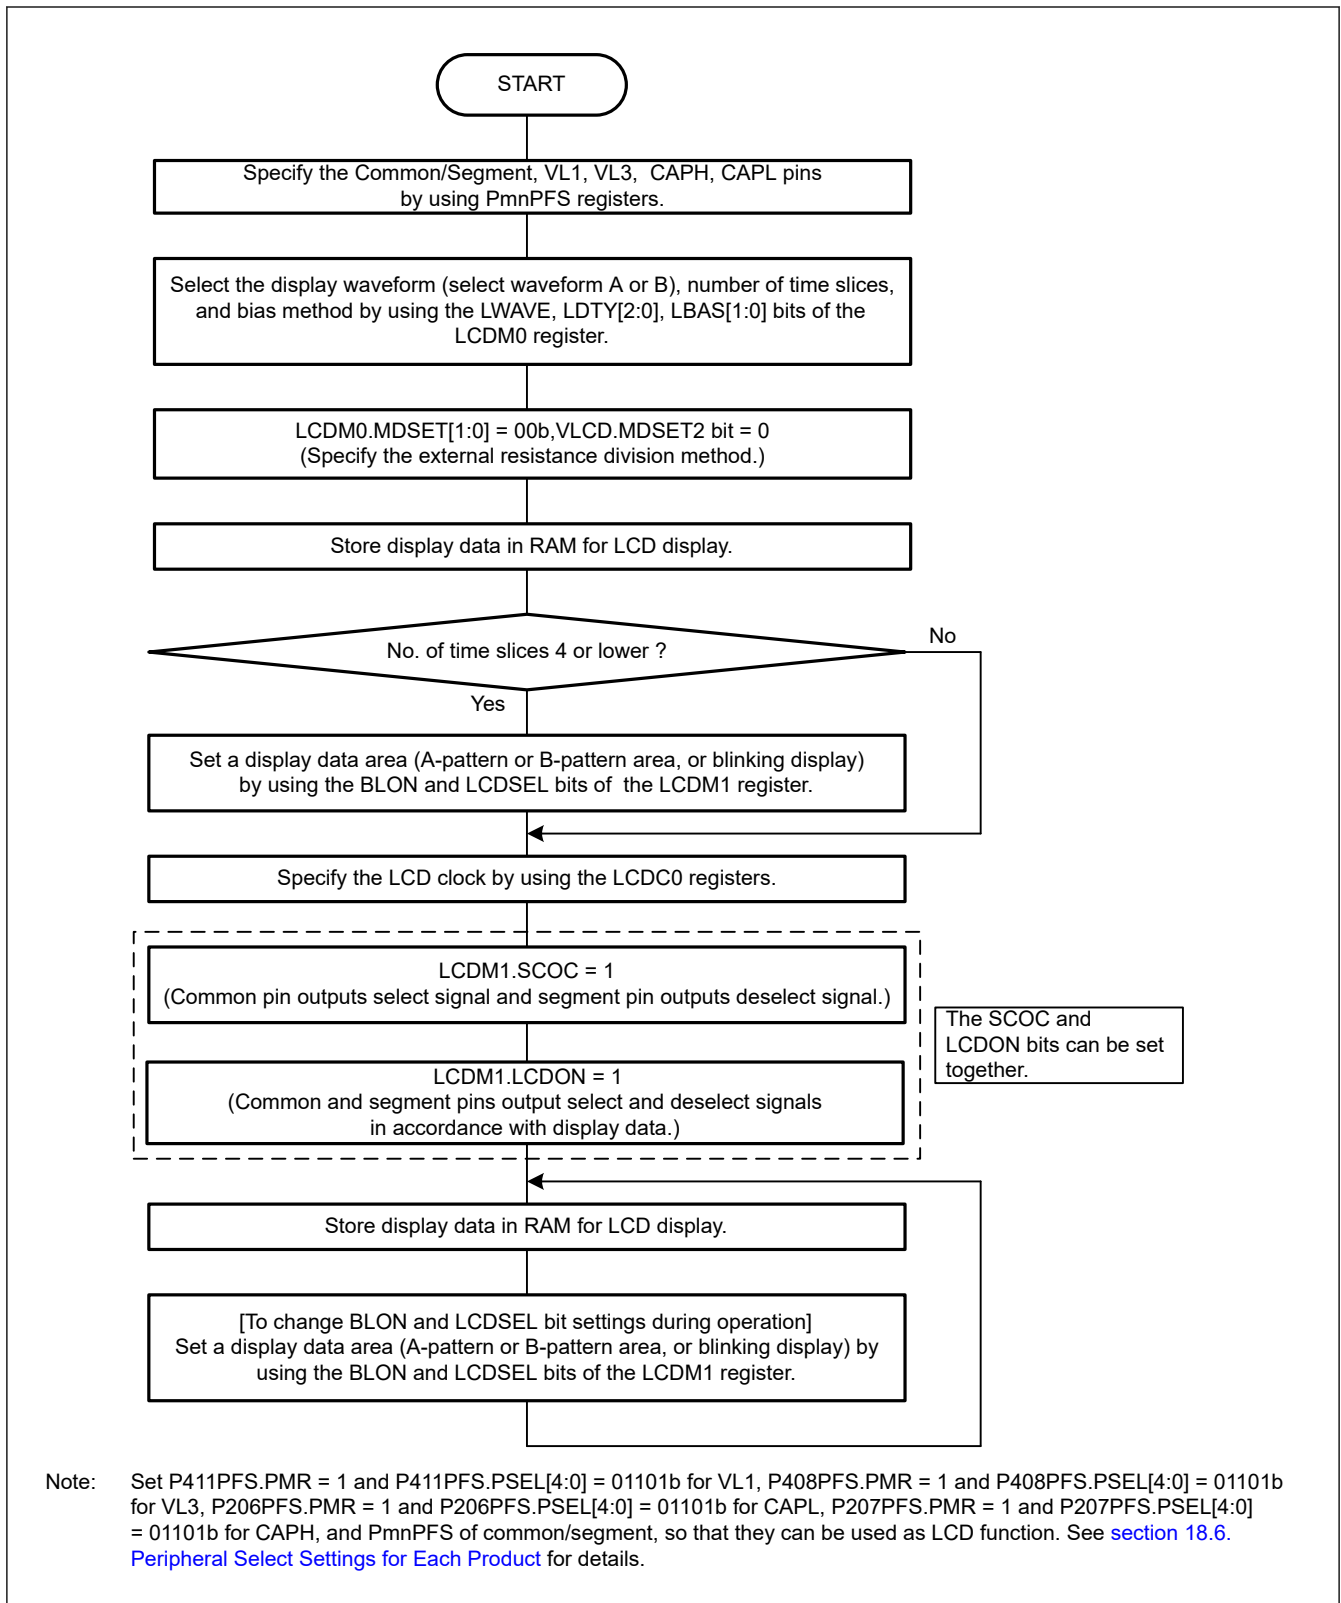 START
Specify the Common/Segment, VL1, VL3, CAPH, CAPL pins
by using PmnPFS registers.
Select the display waveform (select waveform A or B), number of time slices,
and bias method by using the LWAVE, LDTY[2:0], LBAS[1:0] bits of the
LCDM0 register.
LCDM0.MDSET[1:0] = 00b,VLCD.MDSET2 bit = 0
(Specify the external resistance division method.)
Store display data in RAM for LCD display.
No. of time slices 4 or lower ?
No
Yes
Set a display data area (A-pattern or B-pattern area, or blinking display)
by using the BLON and LCDSEL bits of the LCDM1 register.
Specify the LCD clock by using the LCDC0 registers.
LCDM1.SCOC = 1
(Common pin outputs select signal and segment pin outputs deselect signal.)
The SCOC and
LCDON bits can be set
together.
LCDM1.LCDON = 1
(Common and segment pins output select and deselect signals
in accordance with display data.)
Store display data in RAM for LCD display.
[To change BLON and LCDSEL bit settings during operation]
Set a display data area (A-pattern or B-pattern area, or blinking display) by
using the BLON and LCDSEL bits of the LCDM1 register.
Note: Set P411PFS.PMR = 1 and P411PFS.PSEL[4:0] = 01101b for VL1, P408PFS.PMR = 1 and P408PFS.PSEL[4:0] = 01101b
for VL3, P206PFS.PMR = 1 and P206PFS.PSEL[4:0] = 01101b for CAPL, P207PFS.PMR = 1 and P207PFS.PSEL[4:0]
= 01101b for CAPH, and PmnPFS of common/segment, so that they can be used as LCD function. See section 18.6.
Peripheral Select Settings for Each Product for details.